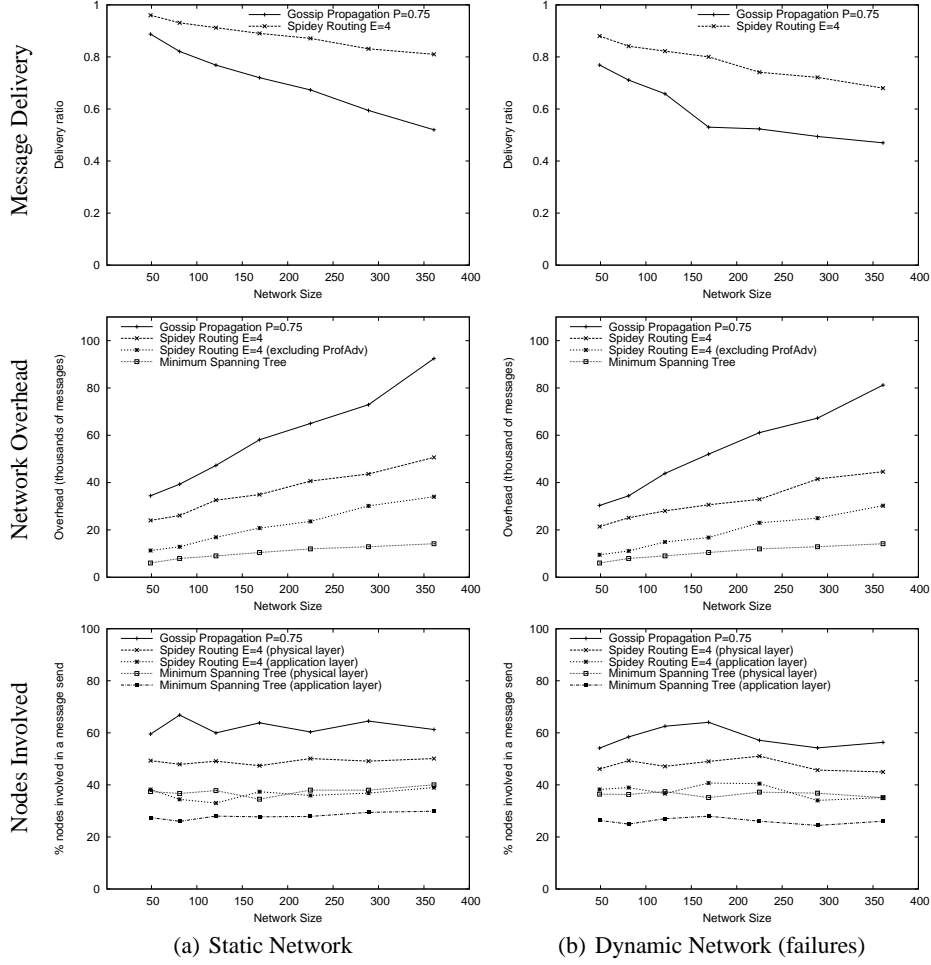 Message Delivery
Delivery ratio
1
0.8
0.6
0.4
0.2
0
Gossip Propagation P=0.75
Spidey Routing E=4
50 100 150 200 250 300 350 400
Network Size
Delivery ratio
1
0.8
0.6
0.4
0.2
0
Gossip Propagation P=0.75
Spidey Routing E=4
50 100 150 200 250 300 350 400
Network Size
Network Overhead
Overhead (thousands of messages)
100
80
60
40
20
0
Gossip Propagation P=0.75
Spidey Routing E=4
Spidey Routing E=4 (excluding ProfAdv)
Minimum Spanning Tree
50 100 150 200 250 300 350 400
Network Size
Overhead (thousand of messages)
100
80
60
40
20
0
Gossip Propagation P=0.75
Spidey Routing E=4
Spidey Routing E=4 (excluding ProfAdv)
Minimum Spanning Tree
50 100 150 200 250 300 350 400
Network Size
Nodes Involved
% nodes involved in a message send
100
80
60
40
20
0
Gossip Propagation P=0.75
Spidey Routing E=4 (physical layer)
Spidey Routing E=4 (application layer)
Minimum Spanning Tree (physical layer)
Minimum Spanning Tree (application layer)
50 100 150 200 250 300 350 400
Network Size
% nodes involved in a message send
100
80
60
40
20
0
Gossip Propagation P=0.75
Spidey Routing E=4 (physical layer)
Spidey Routing E=4 (application layer)
Minimum Spanning Tree (physical layer)
Minimum Spanning Tree (application layer)
50 100 150 200 250 300 350 400
Network Size
(a) Static Network
(b) Dynamic Network (failures)